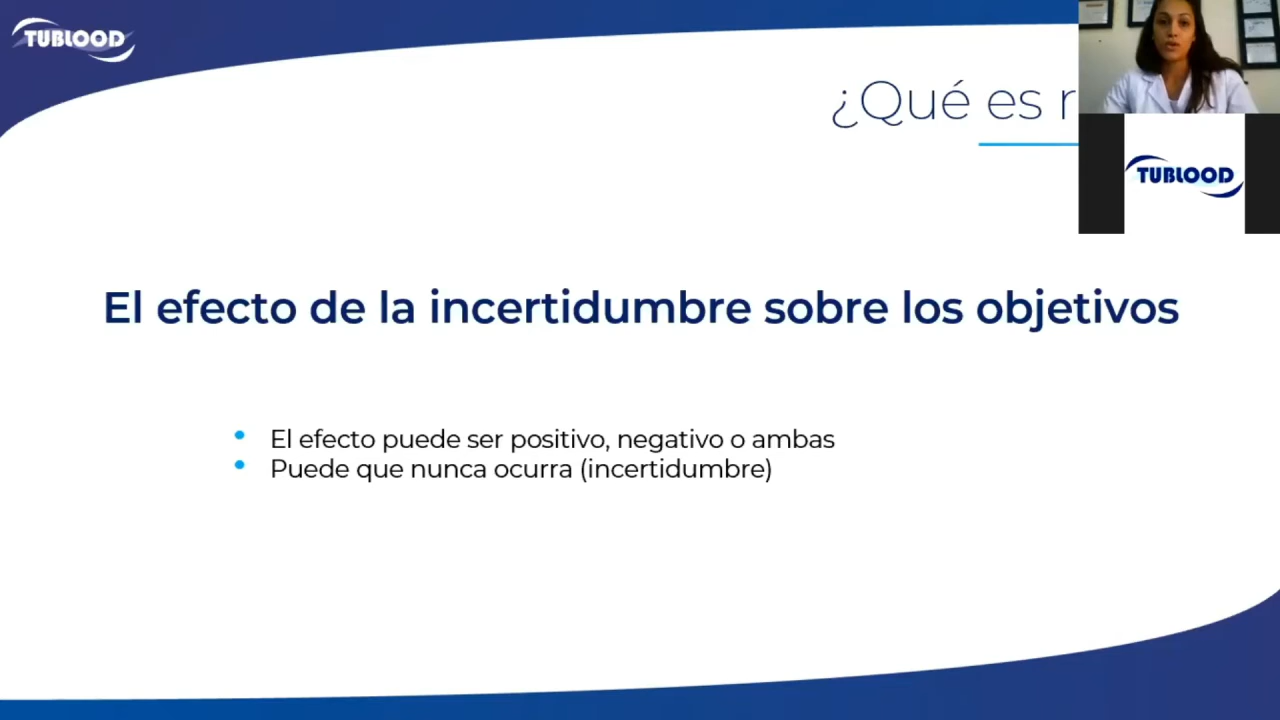 TUBLOOD
¿Qué es
TUBLOOD
El efecto de la incertidumbre sobre los objetivos
El efecto puede ser positivo, negativo o ambas
Puede que nunca ocurra (incertidumbre)